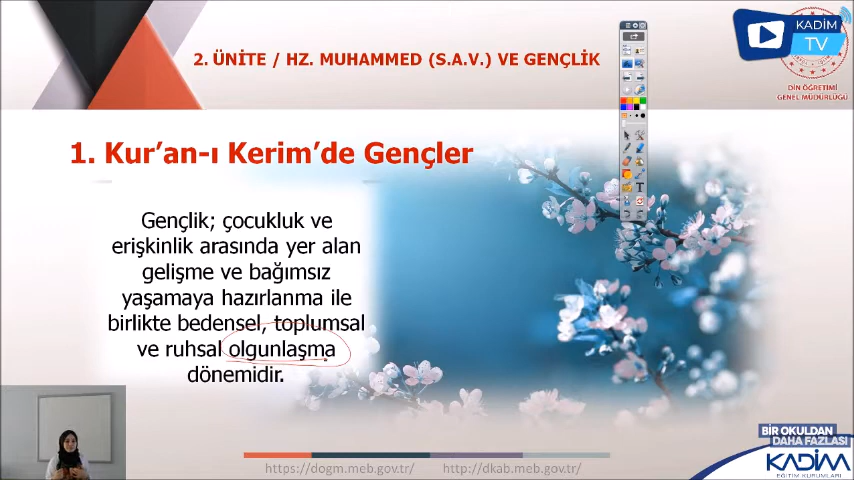 2. ÜNİTE / HZ. MUHAMMED (S.A.V.) VE GENÇLİK
KADİM
TV
DİN ÖĞRETİMİ
GENEL MÜDÜRLÜĞÜ
1. Kur’an-ı Kerim’de Gençler
Gençlik; çocukluk ve
erişkinlik arasında yer alan
gelişme ve bağımsız
yaşamaya hazırlanma ile
birlikte bedensel, toplumsal
ve ruhsal olgunlaşma
dönemidir.
BİR OKULDAN
DAHA FAZLASI
KADİM
EĞİTİM KURUMLARI
https://dogm.meb.gov.tr/ http://dkab.meb.gov.tr/